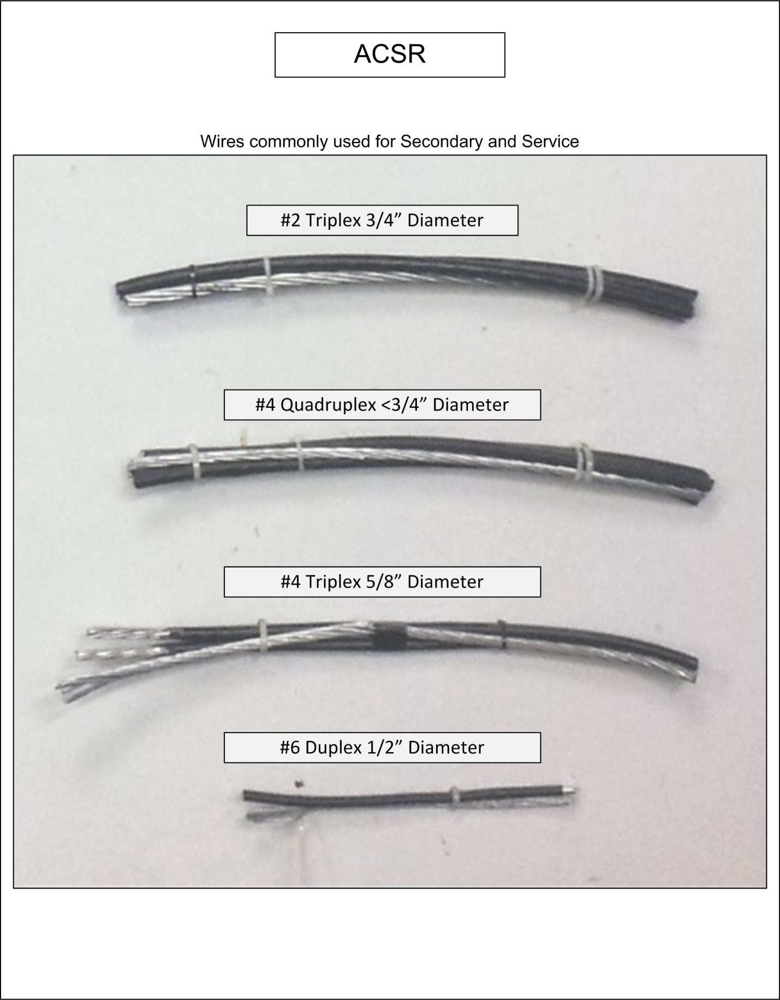 ACSR
Wires commonly used for Secondary and Service
#2 Triplex 3/4” Diameter
#4 Quadruplex <3/4” Diameter
#4 Triplex 5/8” Diameter
#6 Duplex 1/2” Diameter